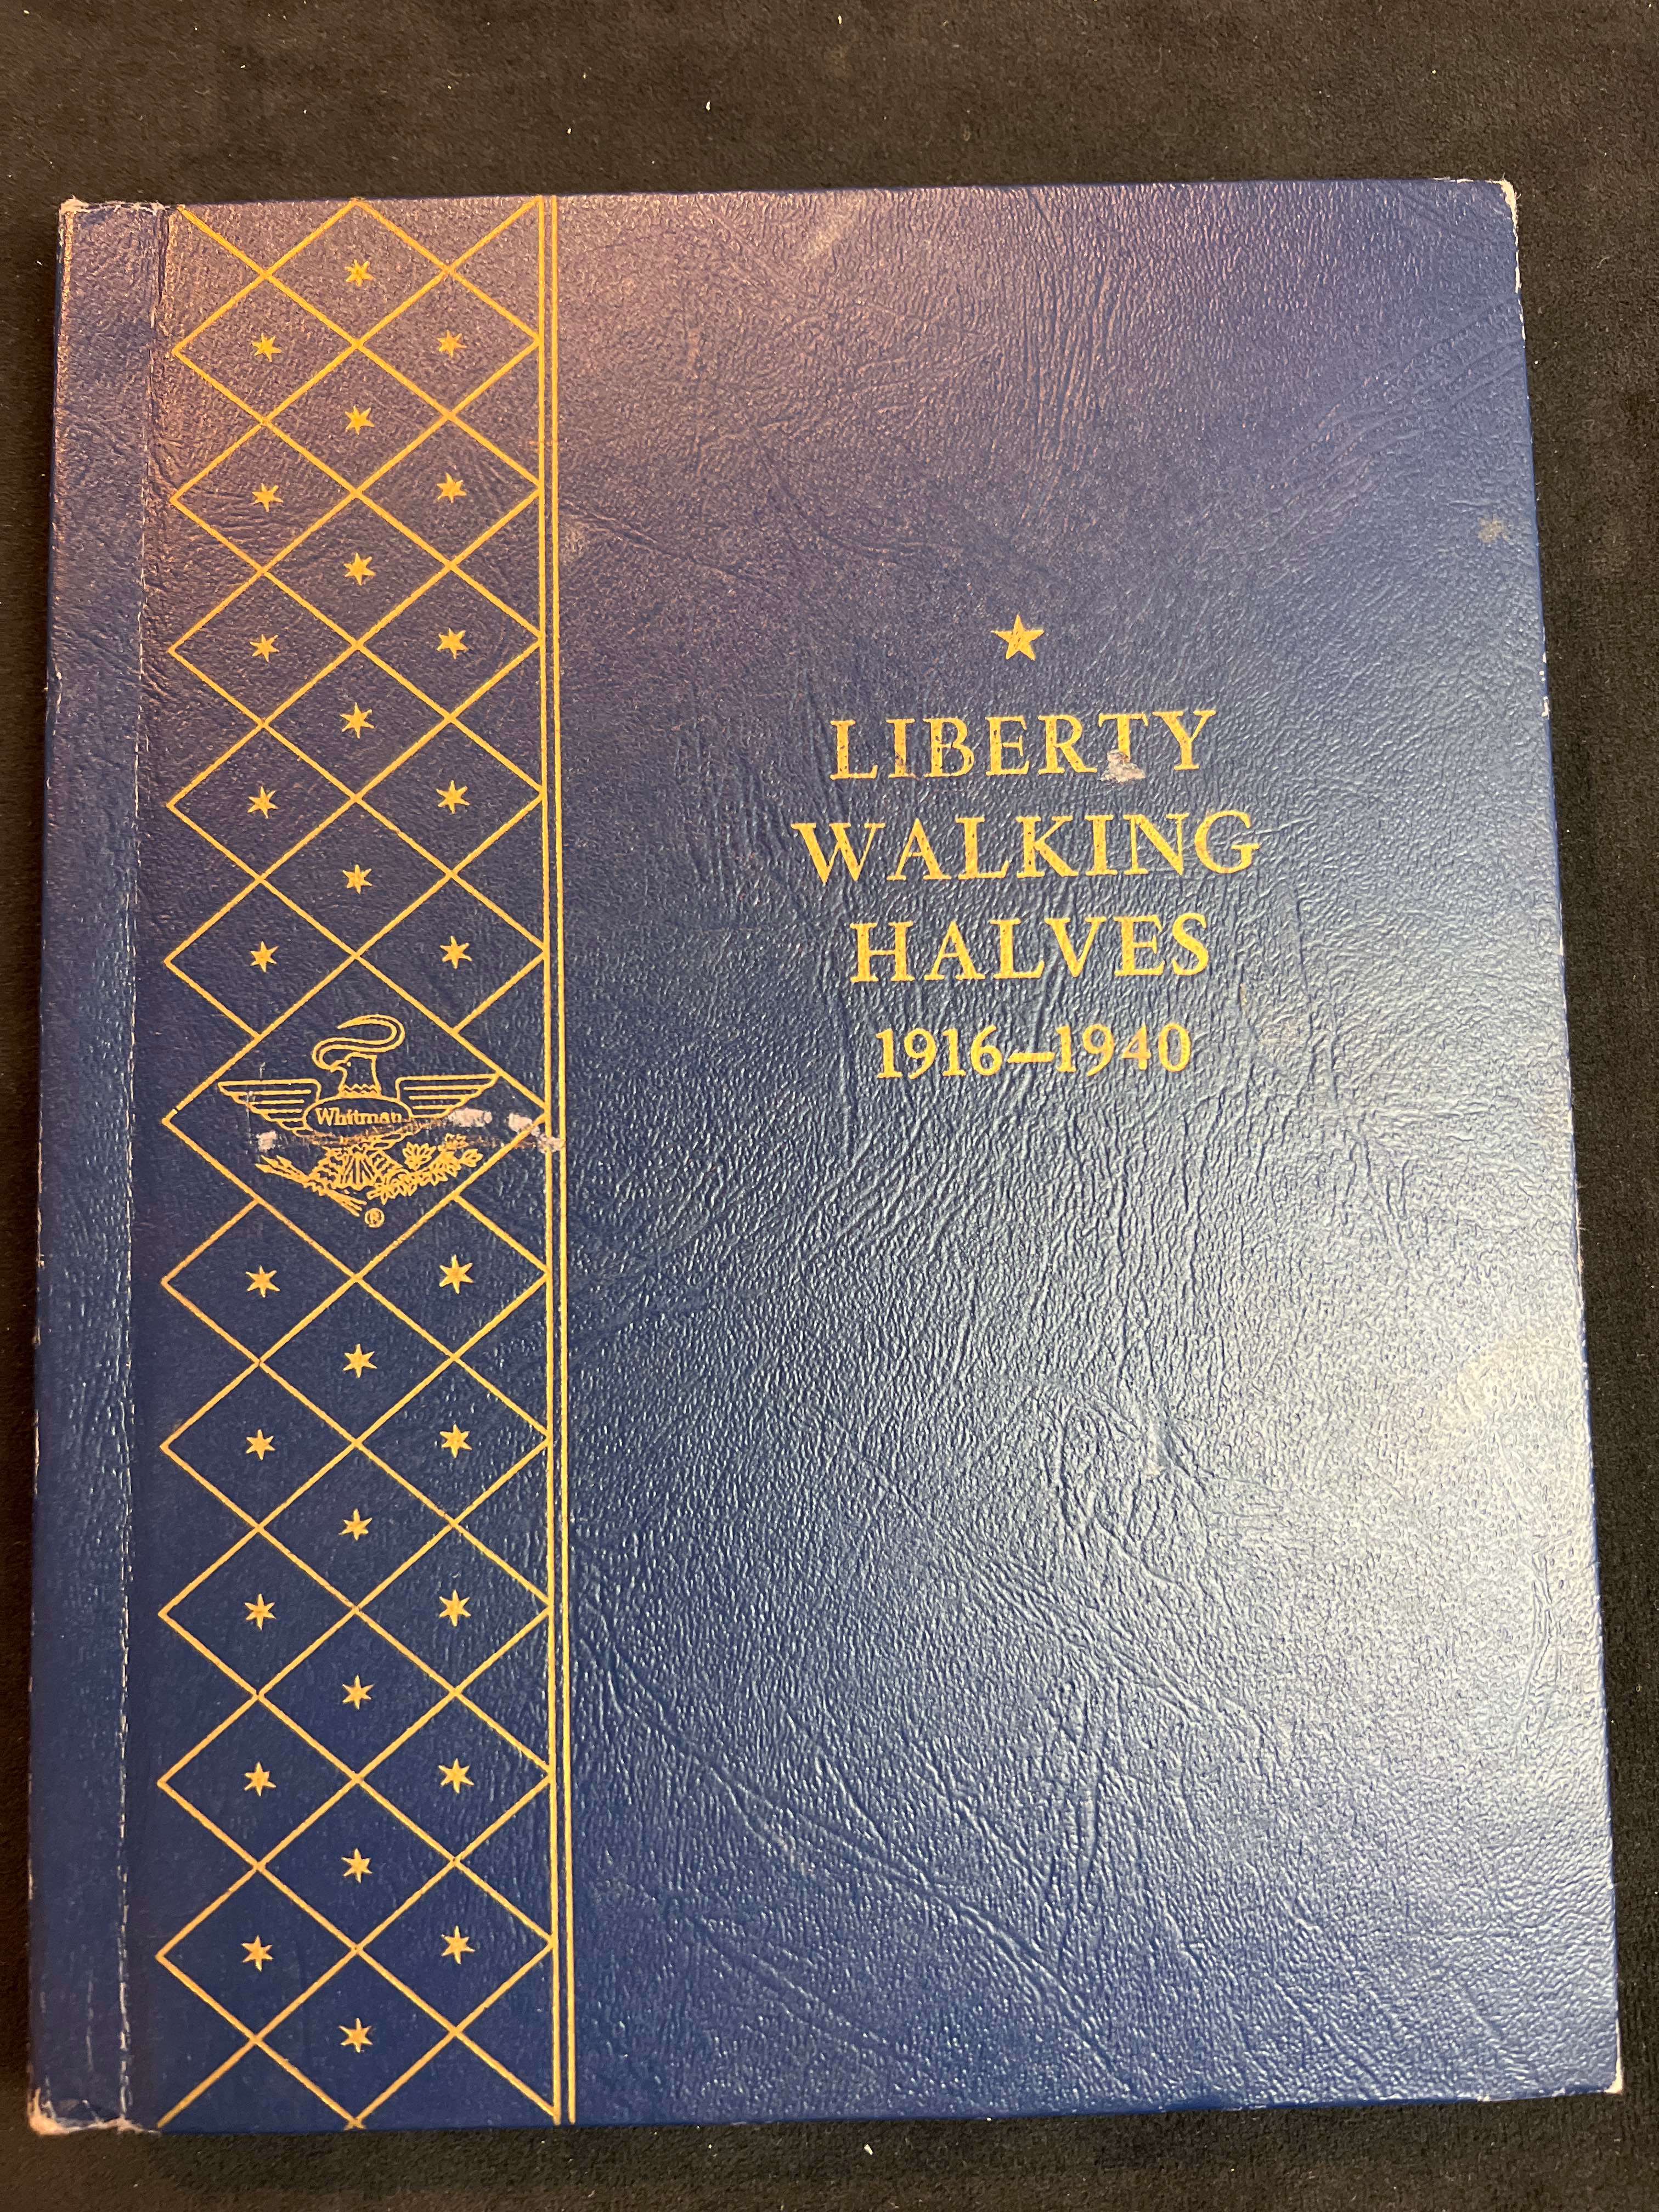 LIBERTY
WALKING
HALVES
1916–1940
Whitman
®